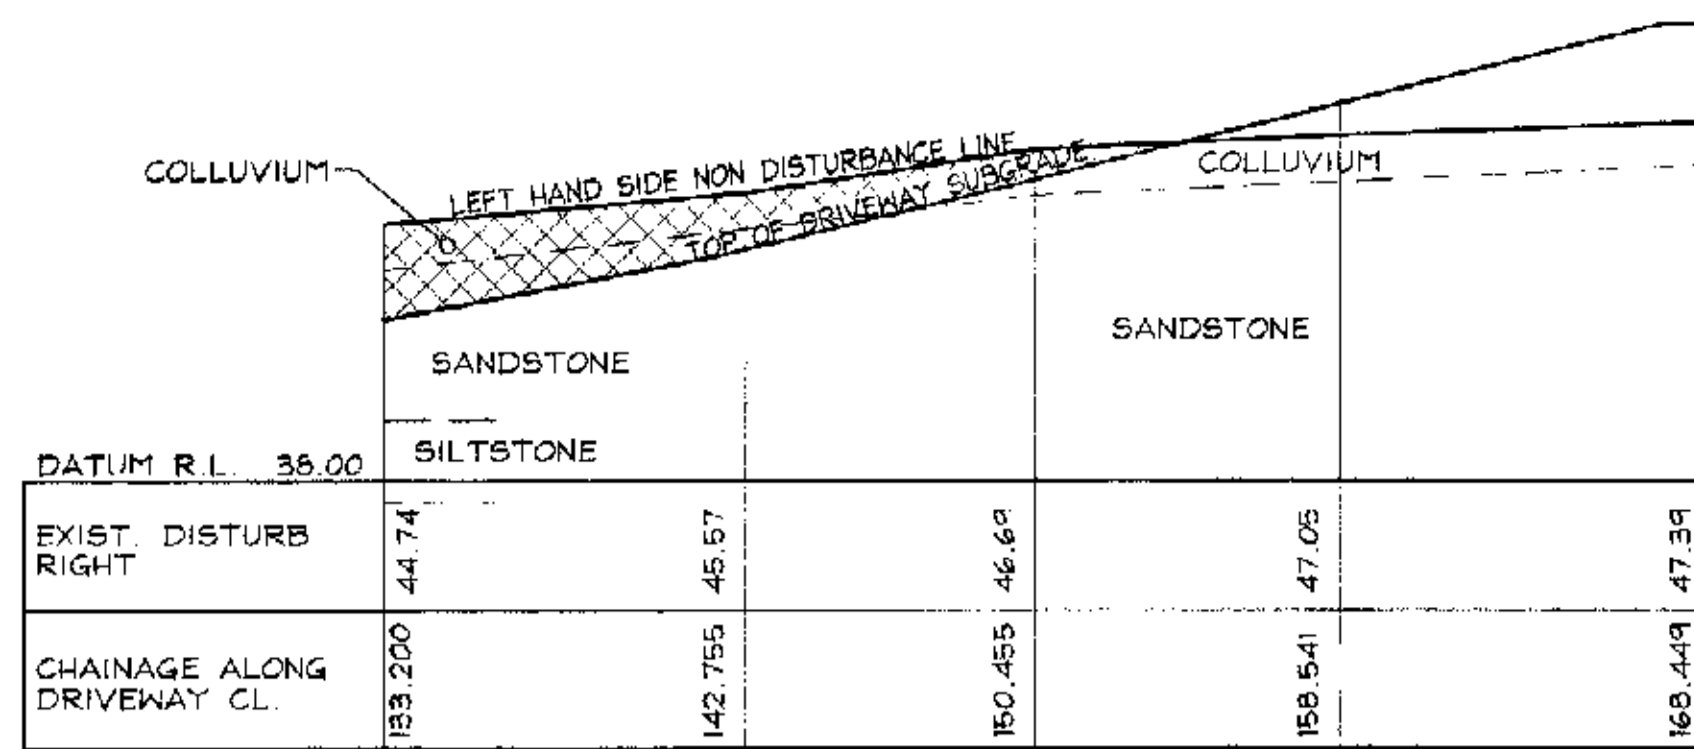 COLLUVIUM
LEFT HAND SIDE NON DISTURBANCE LINE
TOP OF DRIVEWAY SUBGRADE
COLLUVIUM
SANDSTONE
SANDSTONE
SILTSTONE
DATUM R.L. 38.00
EXIST. DISTURB
RIGHT
44.74
45.57
46.69
47.05
47.39
CHAINAGE ALONG
DRIVEWAY CL.
133.200
142.755
150.455
158.541
168.449